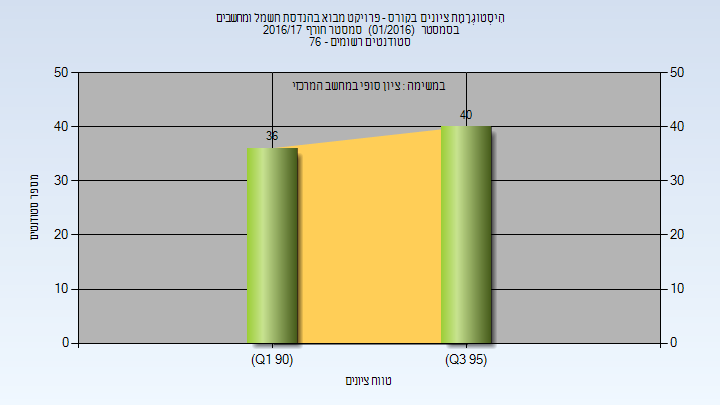 הִיסְטוֹגְרַמַת ציונים בקורס - פרויקט מבוא בהנדסת חשמל ומחשבים
בסמסטר (01/2016) סמסטר חורף 2016/17
סטודנטים רשומים - 76
במשימה : ציון סופי במחשב המרכזי
50 50
40 40
30 30
20 20
10 10
0 0
36
40
מספר סטודנטים
(Q1 90)
(Q3 95)
טווח ציונים